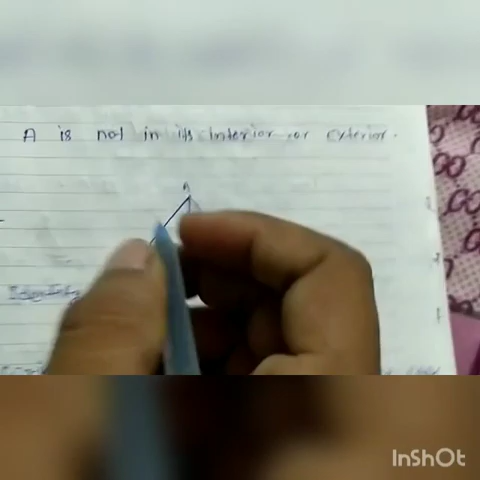 A is not in its Interior or Exterior.
A
InShOt